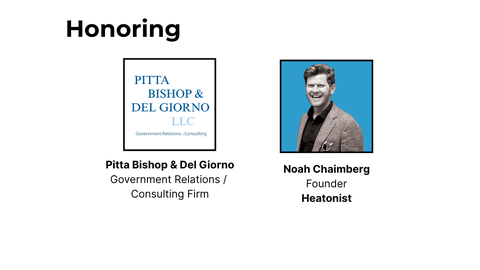 Honoring
PITTA
BISHOP &
DEL GIORNO
LLC
Government Relations / Consulting
Pitta Bishop & Del Giorno
Government Relations /
Consulting Firm
Noah Chaimberg
Founder
Heatonist